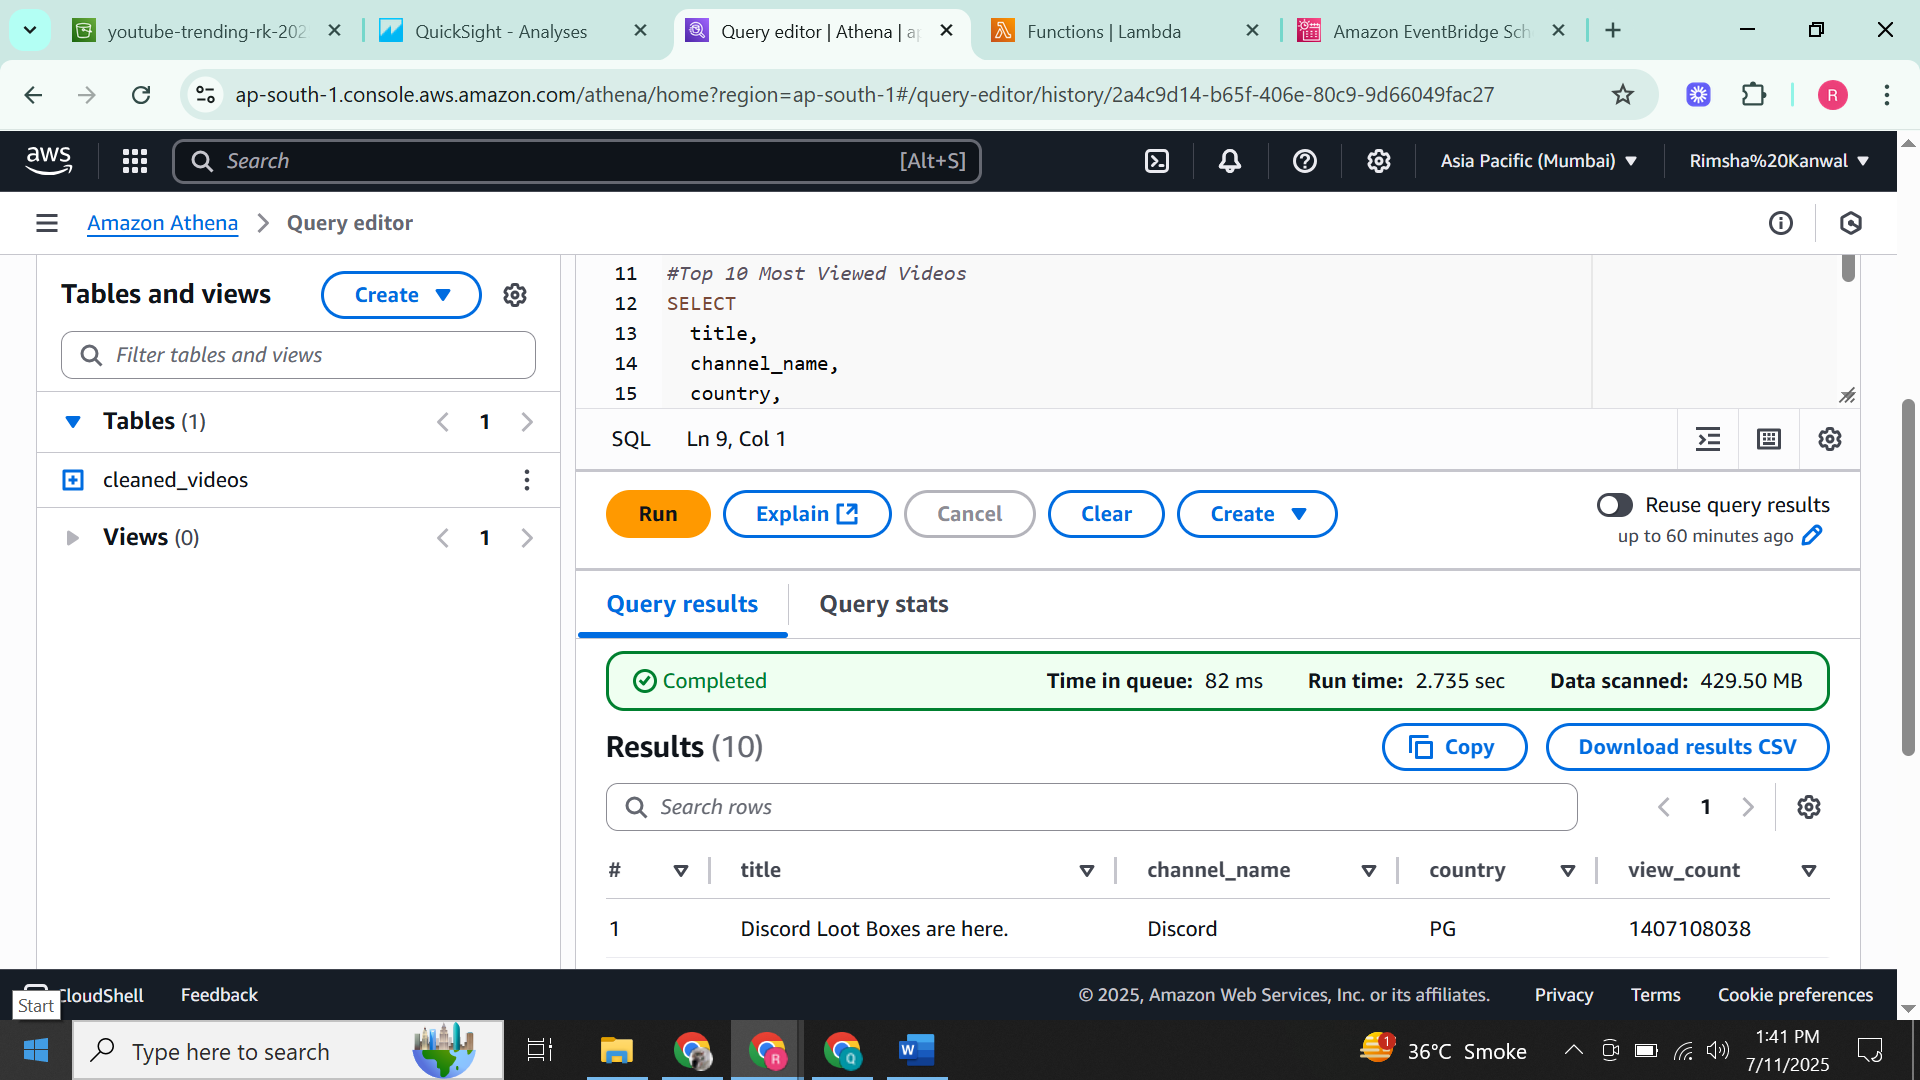 youtube-trending-rk-202
QuickSight - Analyses
Query editor | Athena | ap
Functions | Lambda
Amazon EventBridge Sch
ap-south-1.console.aws.amazon.com/athena/home?region=ap-south-1#/query-editor/history/2a4c9d14-b65f-406e-80c9-9d66049fac27
R
aws
Search [Alt+S]
Asia Pacific (Mumbai)
Rimsha%20Kanwal
Amazon Athena
Query editor
Tables and views
Create
Filter tables and views
Tables (1)
1
cleaned_videos
Views (0)
1
11 #Top 10 Most Viewed Videos
12 SELECT
13 title,
14 channel_name,
15 country,
SQL Ln 9, Col 1
Run
Explain
Cancel
Clear
Create
Reuse query results
up to 60 minutes ago
Query results
Query stats
Completed
Time in queue: 82 ms
Run time: 2.735 sec
Data scanned: 429.50 MB
Results (10)
Copy
Download results CSV
Search rows
1
# title channel_name country view_count
1 Discord Loot Boxes are here. Discord PG 1407108038
CloudShell
Feedback
© 2025, Amazon Web Services, Inc. or its affiliates.
Privacy
Terms
Cookie preferences
Start
Type here to search
R
Q
W
1
36°C Smoke
1:41 PM
7/11/2025